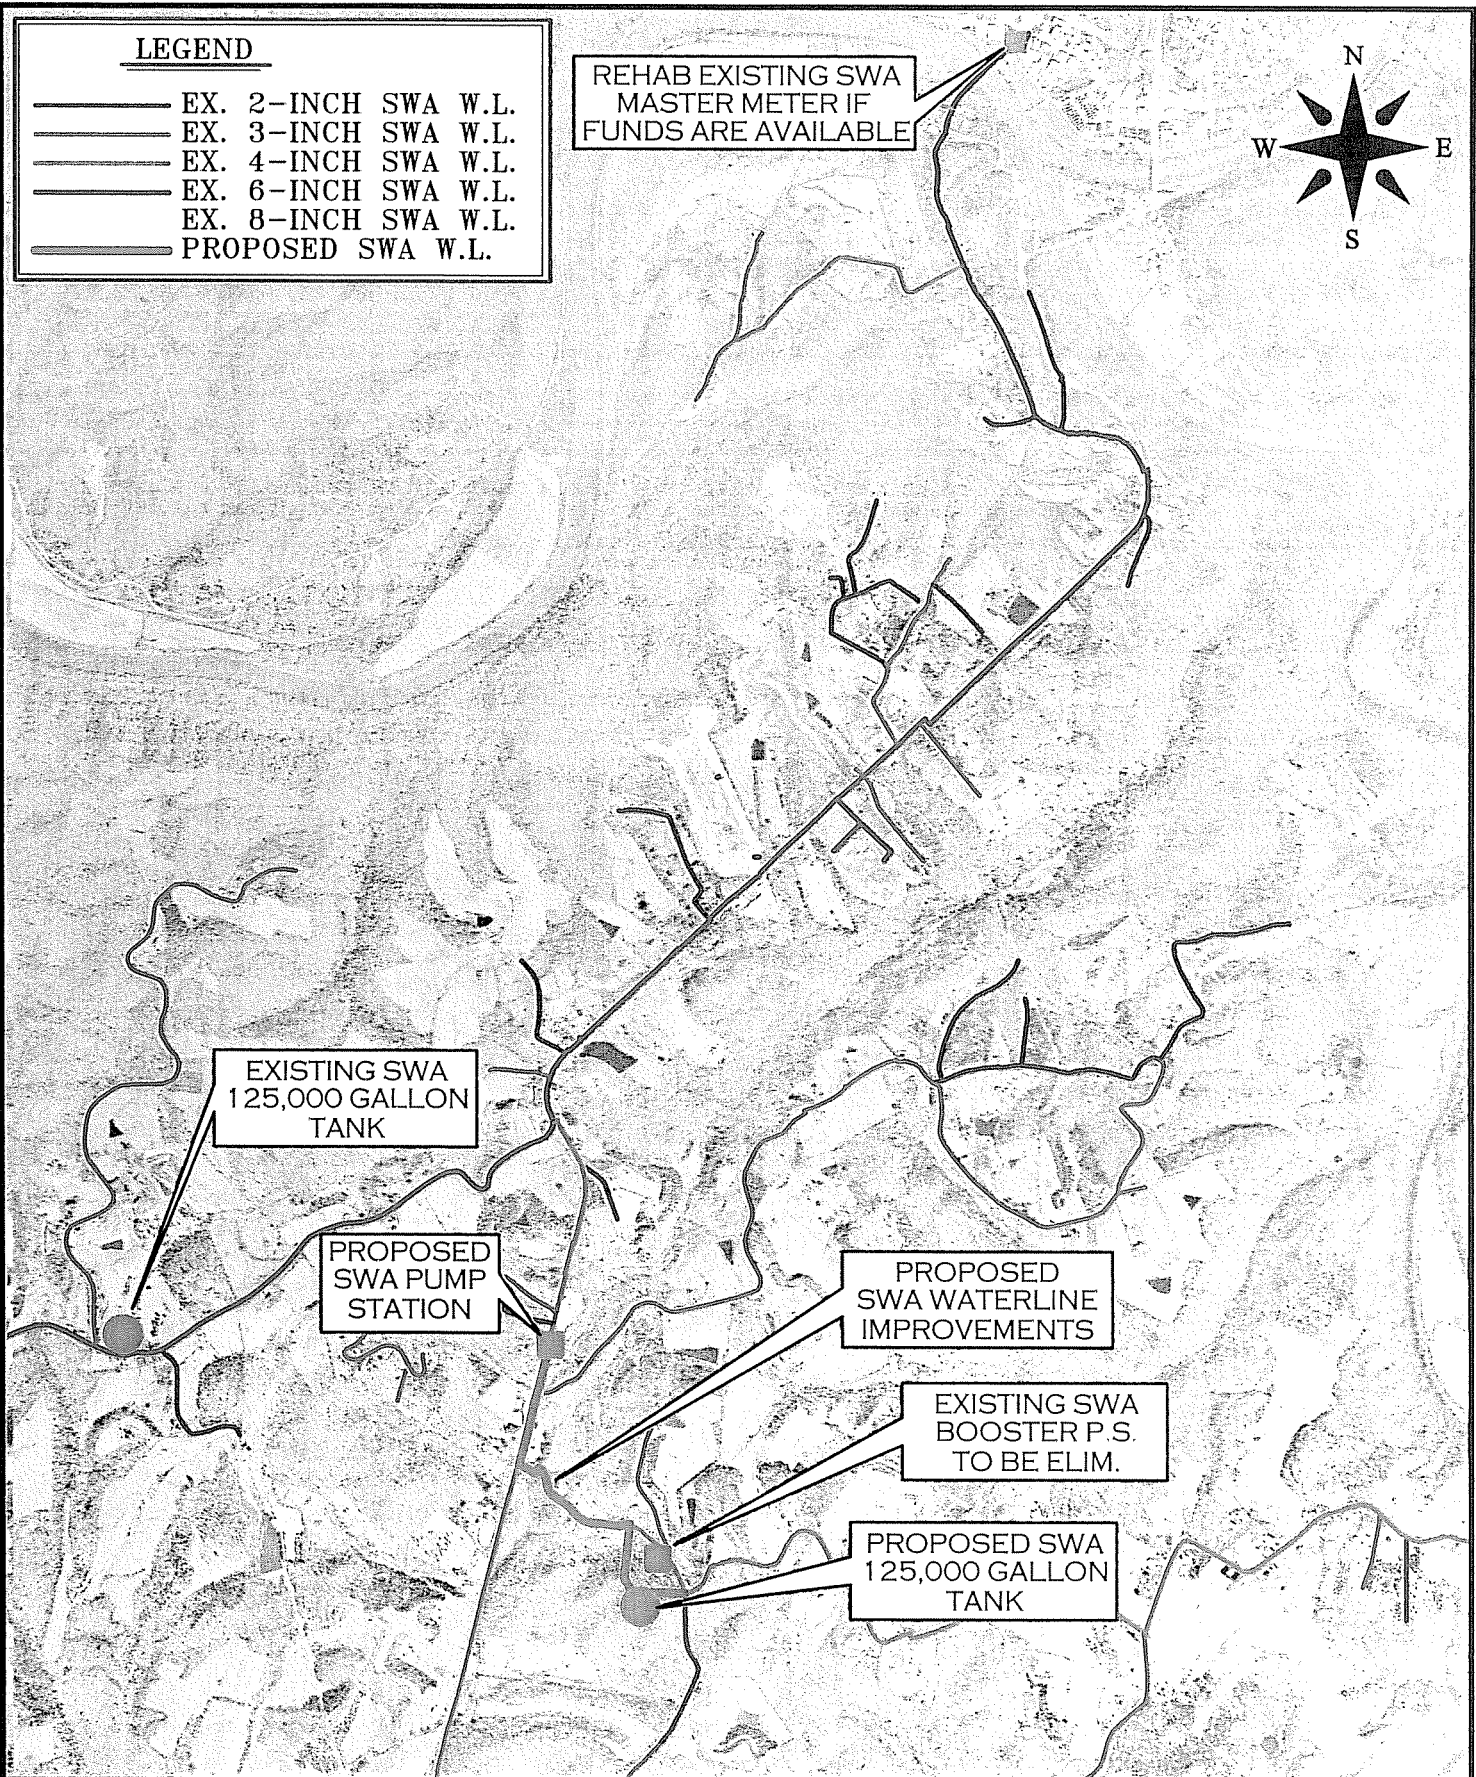 LEGEND
EX. 2-INCH SWA W.L.
EX. 3-INCH SWA W.L.
EX. 4-INCH SWA W.L.
EX. 6-INCH SWA W.L.
EX. 8-INCH SWA W.L.
PROPOSED SWA W.L.
REHAB EXISTING SWA
MASTER METER IF
FUNDS ARE AVAILABLE
N
W
E
S
EXISTING SWA
125,000 GALLON
TANK
PROPOSED
SWA PUMP
STATION
PROPOSED
SWA WATERLINE
IMPROVEMENTS
EXISTING SWA
BOOSTER P.S.
TO BE ELIM.
PROPOSED SWA
125,000 GALLON
TANK